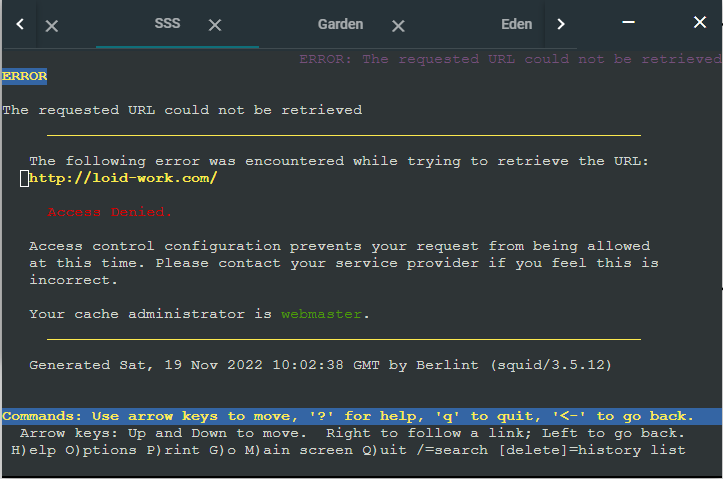 SSS Garden Eden
ERROR: The requested URL could not be retrieved
ERROR
The requested URL could not be retrieved
The following error was encountered while trying to retrieve the URL:
http://loid-work.com/
Access Denied.
Access control configuration prevents your request from being allowed
at this time. Please contact your service provider if you feel this is
incorrect.
Your cache administrator is webmaster.
Generated Sat, 19 Nov 2022 10:02:38 GMT by Berlint (squid/3.5.12)
Commands: Use arrow keys to move, '?' for help, 'q' to quit, '<-' to go back.
Arrow keys: Up and Down to move.  Right to follow a link; Left to go back.
H)elp O)ptions P)rint G)o M)ain screen Q)uit /=search [delete]=history list